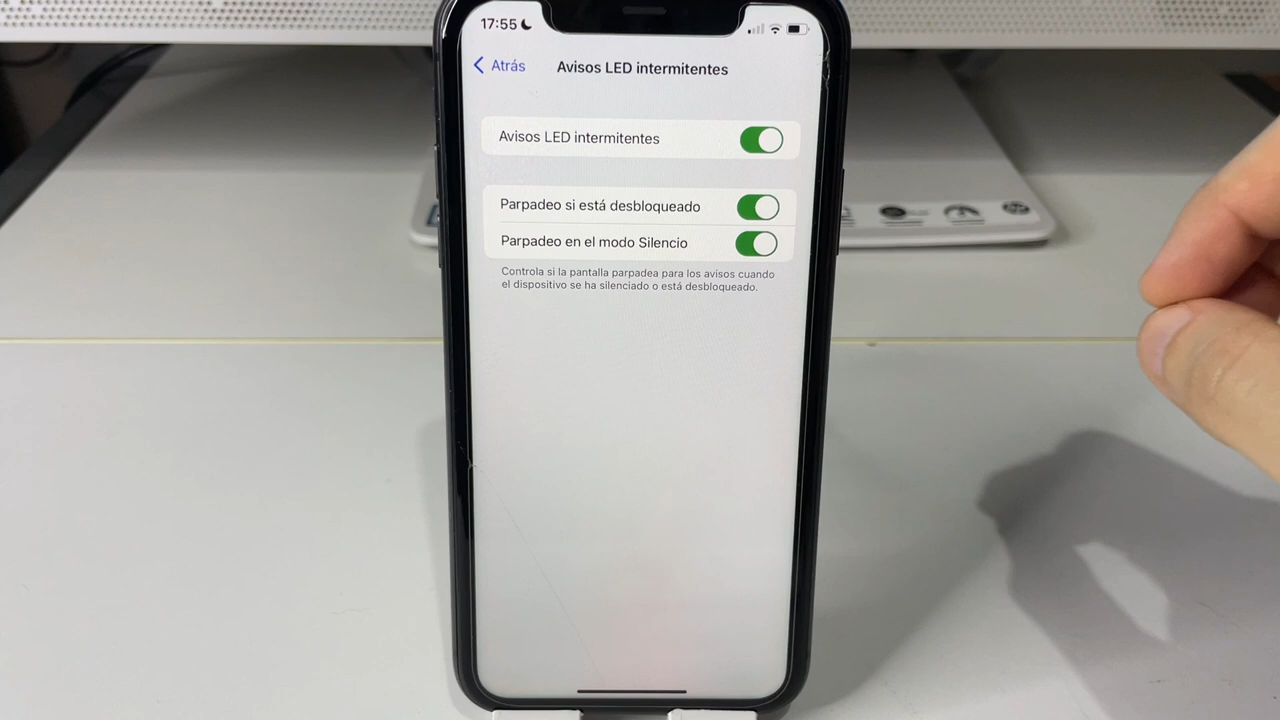 17:55
Atrás
Avisos LED intermitentes
Avisos LED intermitentes
Parpadeo si está desbloqueado
Parpadeo en el modo Silencio
Controla si la pantalla parpadea para los avisos cuando
el dispositivo se ha silenciado o está desbloqueado.